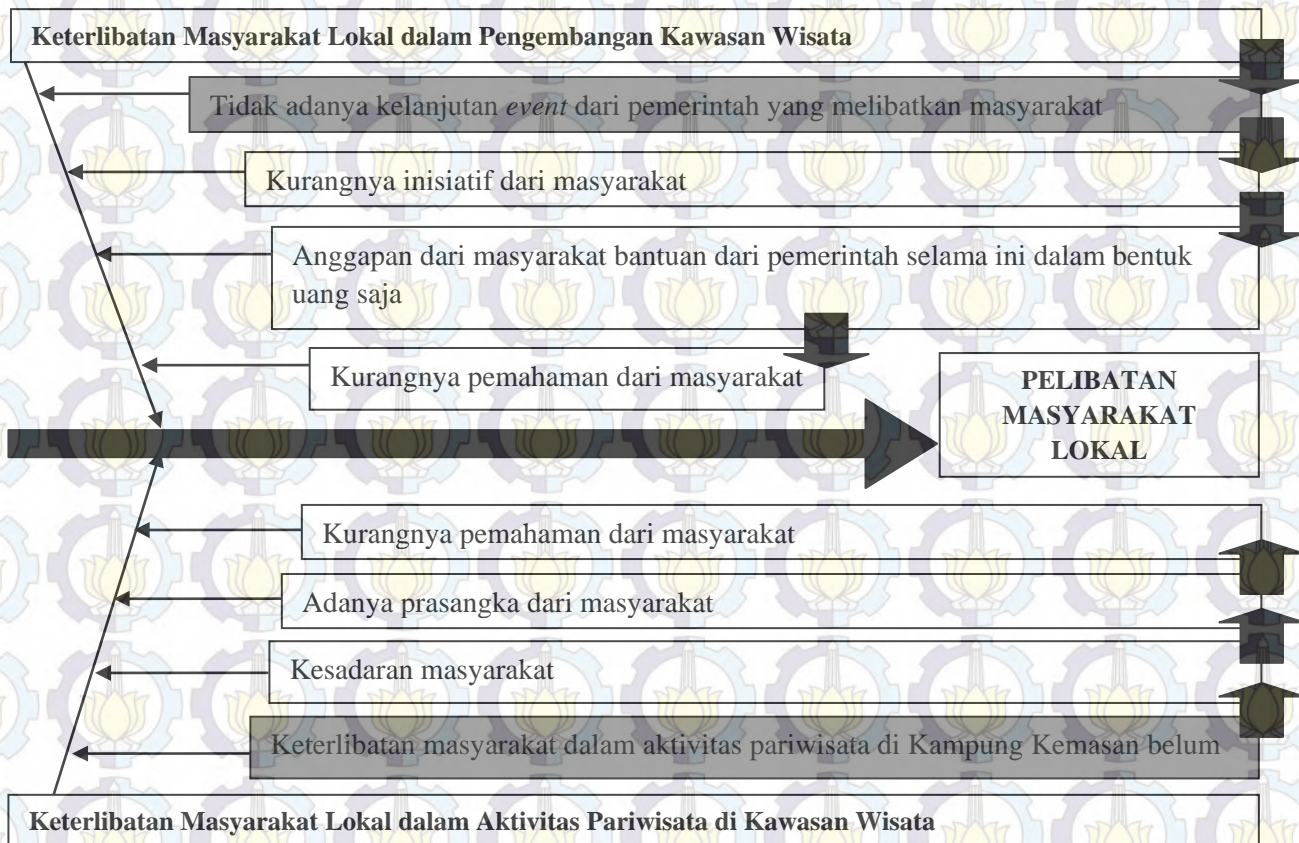 Keterlibatan Masyarakat Lokal dalam Pengembangan Kawasan Wisata
Tidak adanya kelanjutan event dari pemerintah yang melibatkan masyarakat
Kurangnya inisiatif dari masyarakat
Anggapan dari masyarakat bantuan dari pemerintah selama ini dalam bentuk
uang saja
Kurangnya pemahaman dari masyarakat
PELIBATAN
MASYARAKAT
LOKAL
Kurangnya pemahaman dari masyarakat
Adanya prasangka dari masyarakat
Kesadaran masyarakat
Keterlibatan masyarakat dalam aktivitas pariwisata di Kampung Kemasan belum
Keterlibatan Masyarakat Lokal dalam Aktivitas Pariwisata di Kawasan Wisata